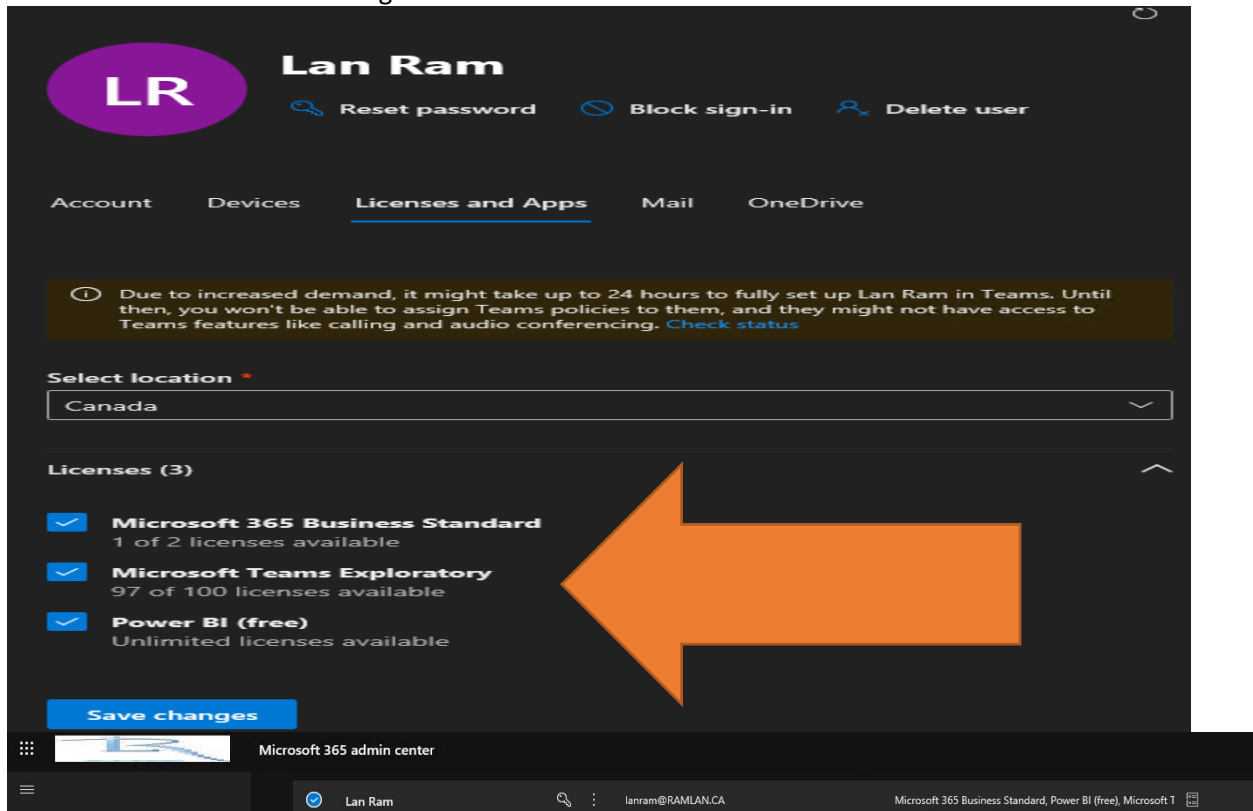 LR
Lan Ram
Reset password Block sign-in Delete user
Account Devices Licenses and Apps Mail OneDrive
Due to increased demand, it might take up to 24 hours to fully set up Lan Ram in Teams. Until
then, you won't be able to assign Teams policies to them, and they might not have access to
Teams features like calling and audio conferencing. Check status
Select location *
Canada
Licenses (3)
Microsoft 365 Business Standard
1 of 2 licenses available
Microsoft Teams Exploratory
97 of 100 licenses available
Power BI (free)
Unlimited licenses available
Save changes
Microsoft 365 admin center
Lan Ram lanram@RAMLAN.CA Microsoft 365 Business Standard, Power BI (free), Microsoft T